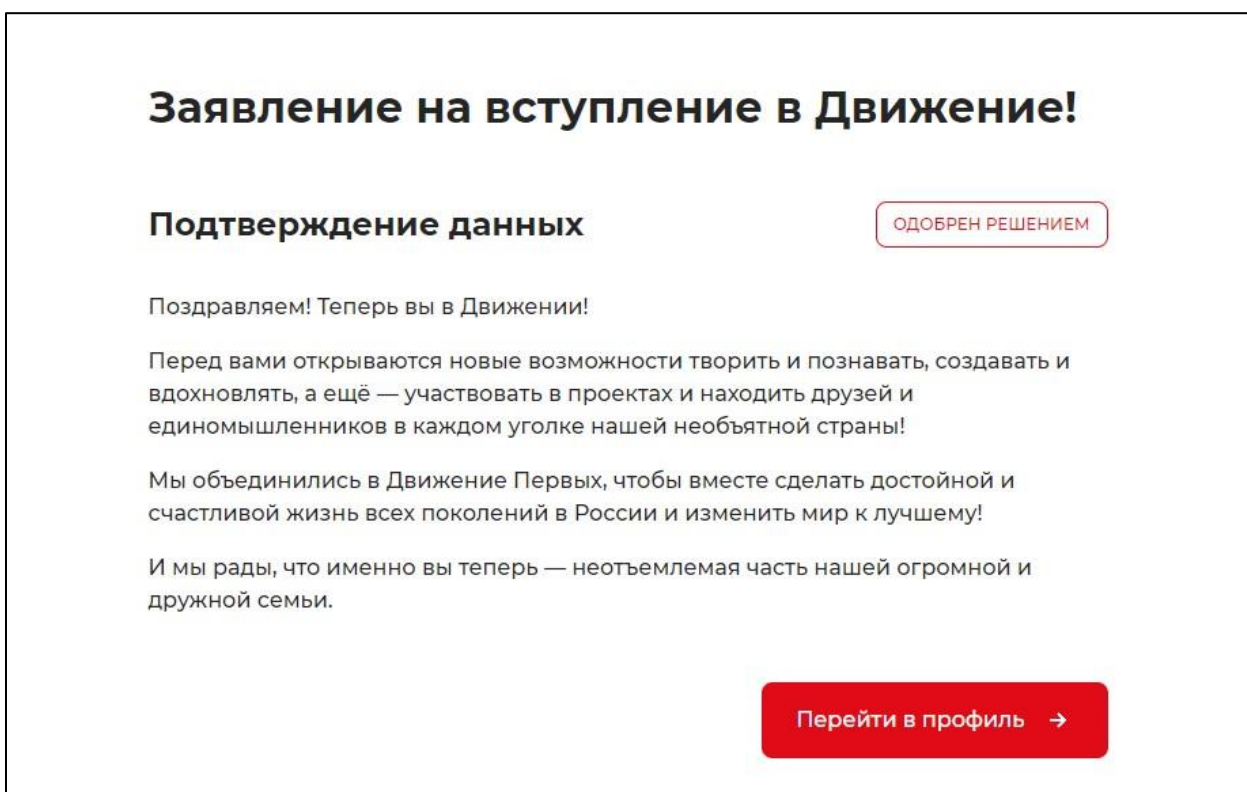 Заявление на вступление в Движение!
Подтверждение данных
ОДОБРЕН РЕШЕНИЕМ
Поздравляем! Теперь вы в Движении!
Перед вами открываются новые возможности творить и познавать, создавать и
вдохновлять, а ещё — участвовать в проектах и находить друзей и
единомышленников в каждом уголке нашей необъятной страны!
Мы объединились в Движение Первых, чтобы вместе сделать достойной и
счастливой жизнь всех поколений в России и изменить мир к лучшему!
И мы рады, что именно вы теперь — неотъемлемая часть нашей огромной и
дружной семьи.
Перейти в профиль →